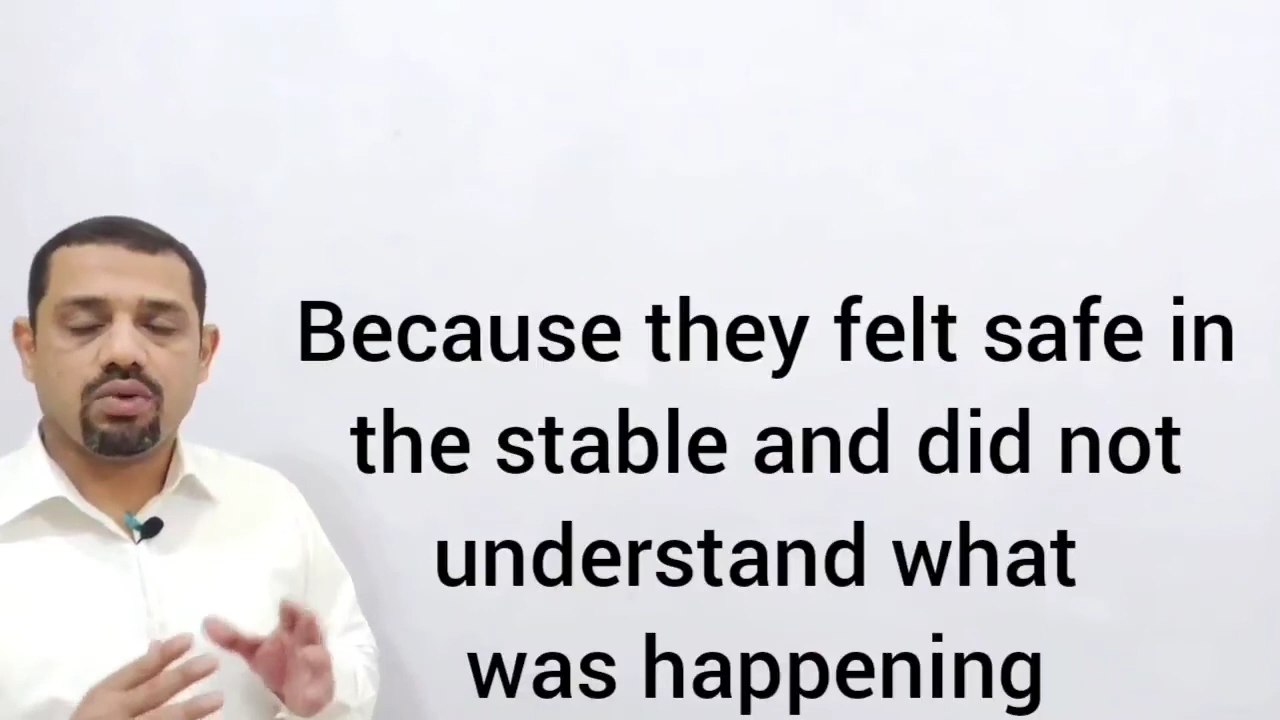 Because they felt safe in
the stable and did not
understand what
was happening